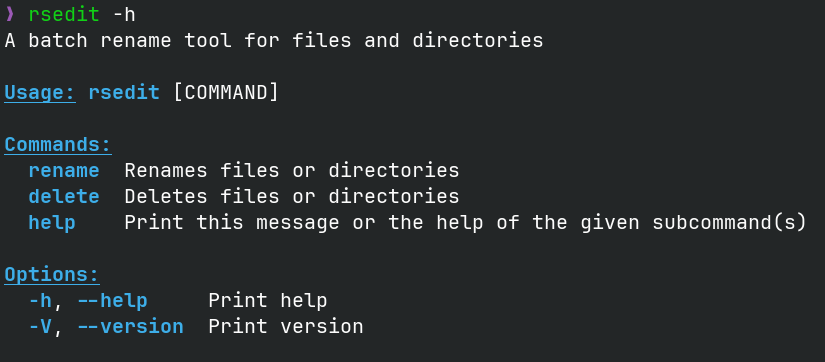 ❯ rsedit -h
A batch rename tool for files and directories
Usage: rsedit [COMMAND]
Commands:
rename  Renames files or directories
delete  Deletes files or directories
help    Print this message or the help of the given subcommand(s)
Options:
-h, --help     Print help
-V, --version  Print version